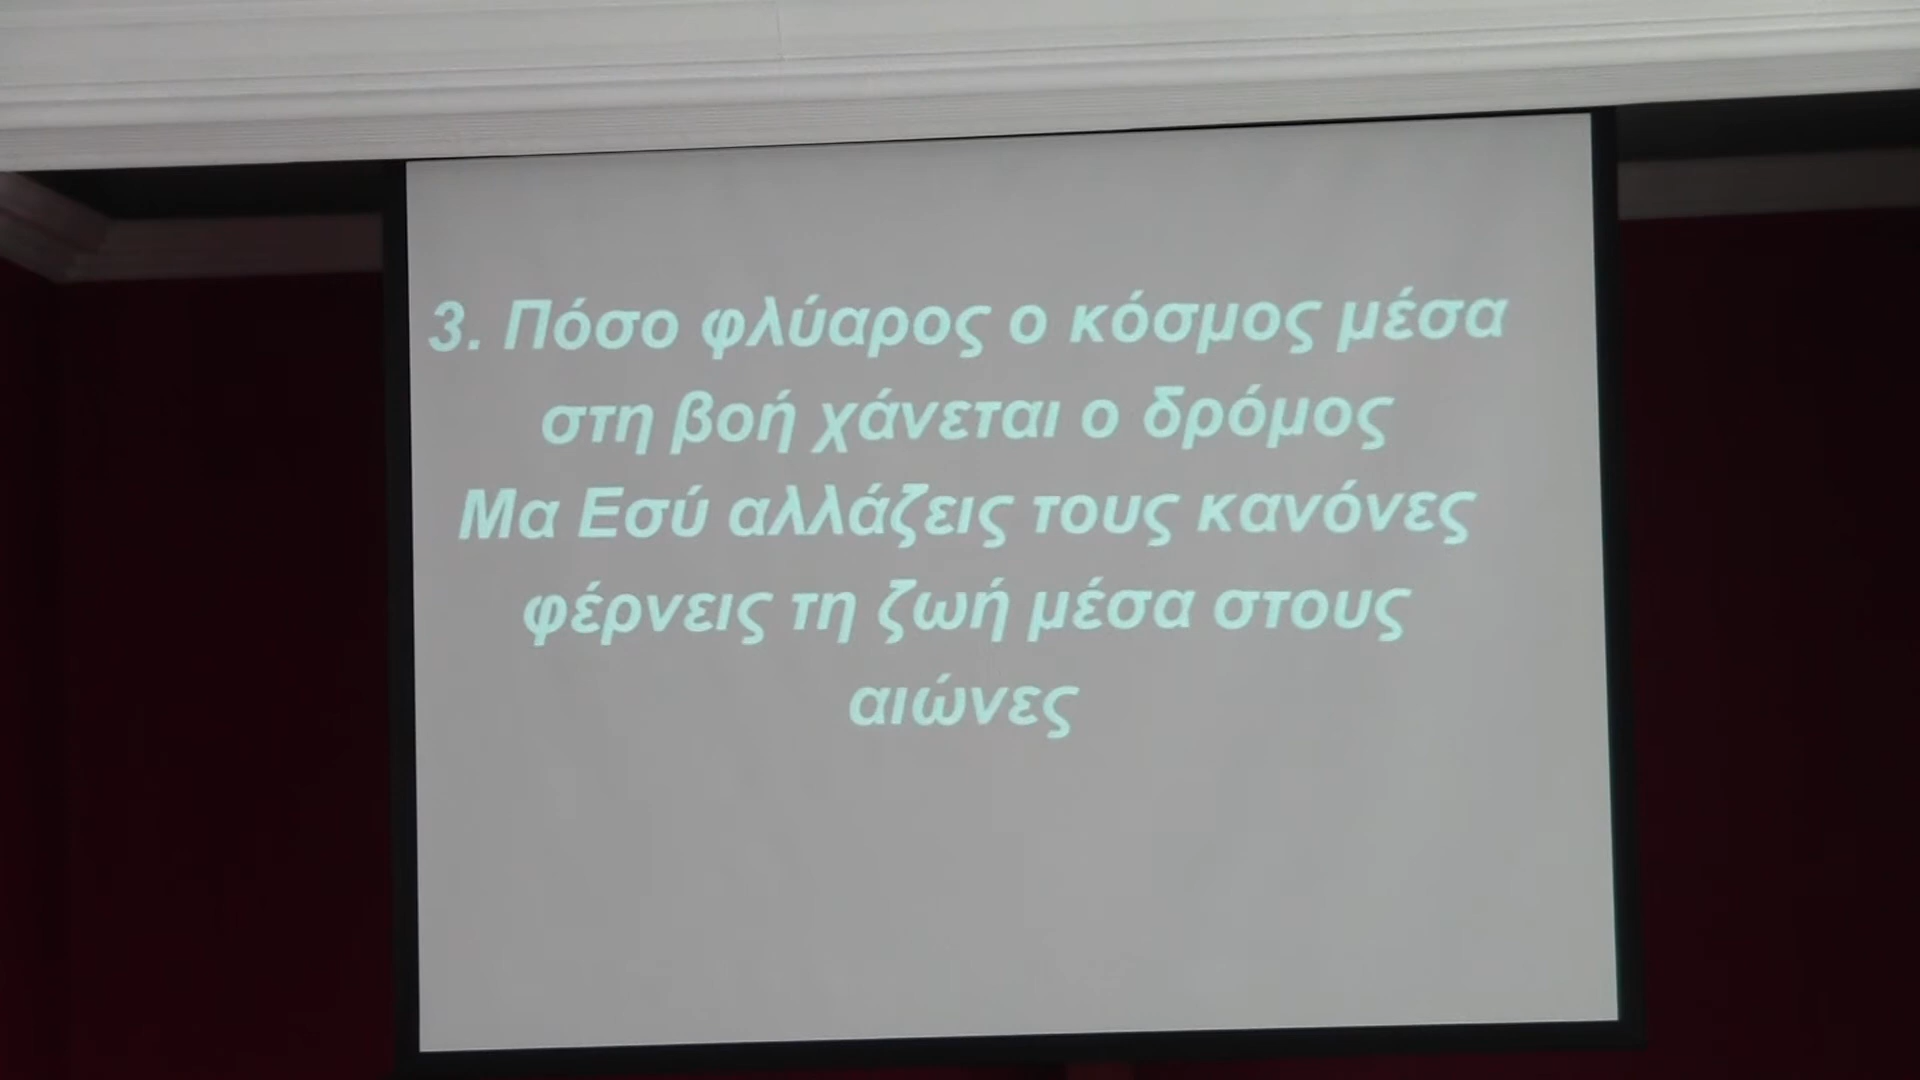 3. Πόσο φλύαρος ο κόσμος μέσα
στη βοή χάνεται ο δρόμος
Μα Εσύ αλλάζεις τους κανόνες
φέρνεις τη ζωή μέσα στους
αιώνες